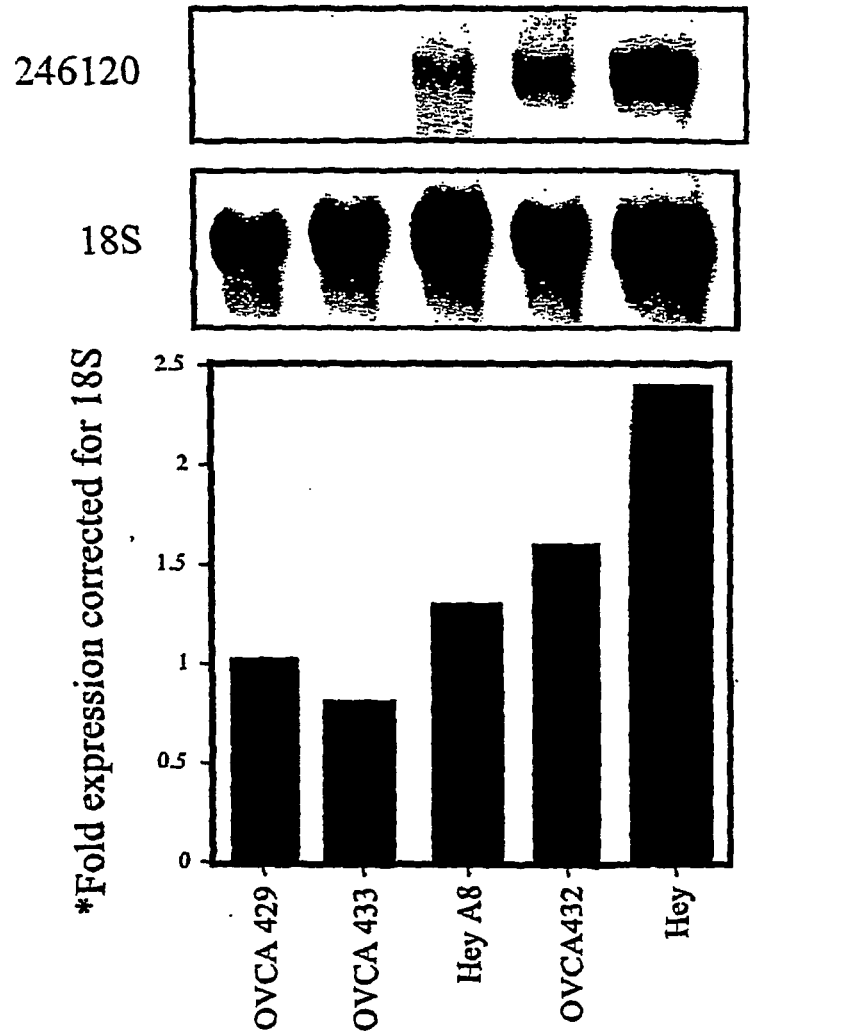 246120
18S
*Fold expression corrected for 18S
2.5
2
1.5
1
0.5
0
OVCA 429
OVCA 433
Hey A8
OVCA432
Hey